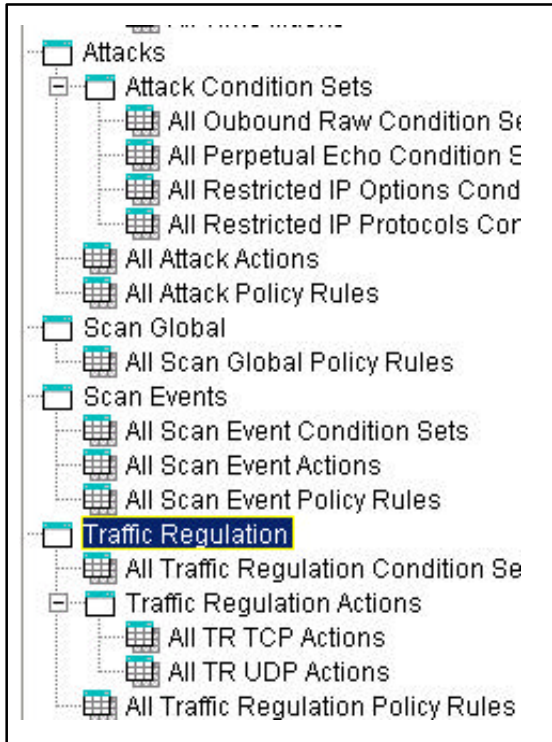 Attacks
Attack Condition Sets
All Oubound Raw Condition Se
All Perpetual Echo Condition S
All Restricted IP Options Cond
All Restricted IP Protocols Con
All Attack Actions
All Attack Policy Rules
Scan Global
All Scan Global Policy Rules
Scan Events
All Scan Event Condition Sets
All Scan Event Actions
All Scan Event Policy Rules
Traffic Regulation
All Traffic Regulation Condition Se
Traffic Regulation Actions
All TR TCP Actions
All TR UDP Actions
All Traffic Regulation Policy Rules